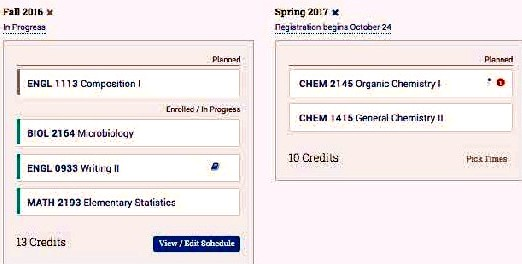 Fall 2016 ×
In Progress
Planned
ENGL 1113 Composition I
Enrolled / In Progress
BIOL 2164 Microbiology
ENGL 0933 Writing II
MATH 2193 Elementary Statistics
13 Credits
View / Edit Schedule
Spring 2017 ×
Registration begins October 24
Planned
CHEM 2145 Organic Chemistry I
CHEM 1415 General Chemistry II
10 Credits
Pick Times